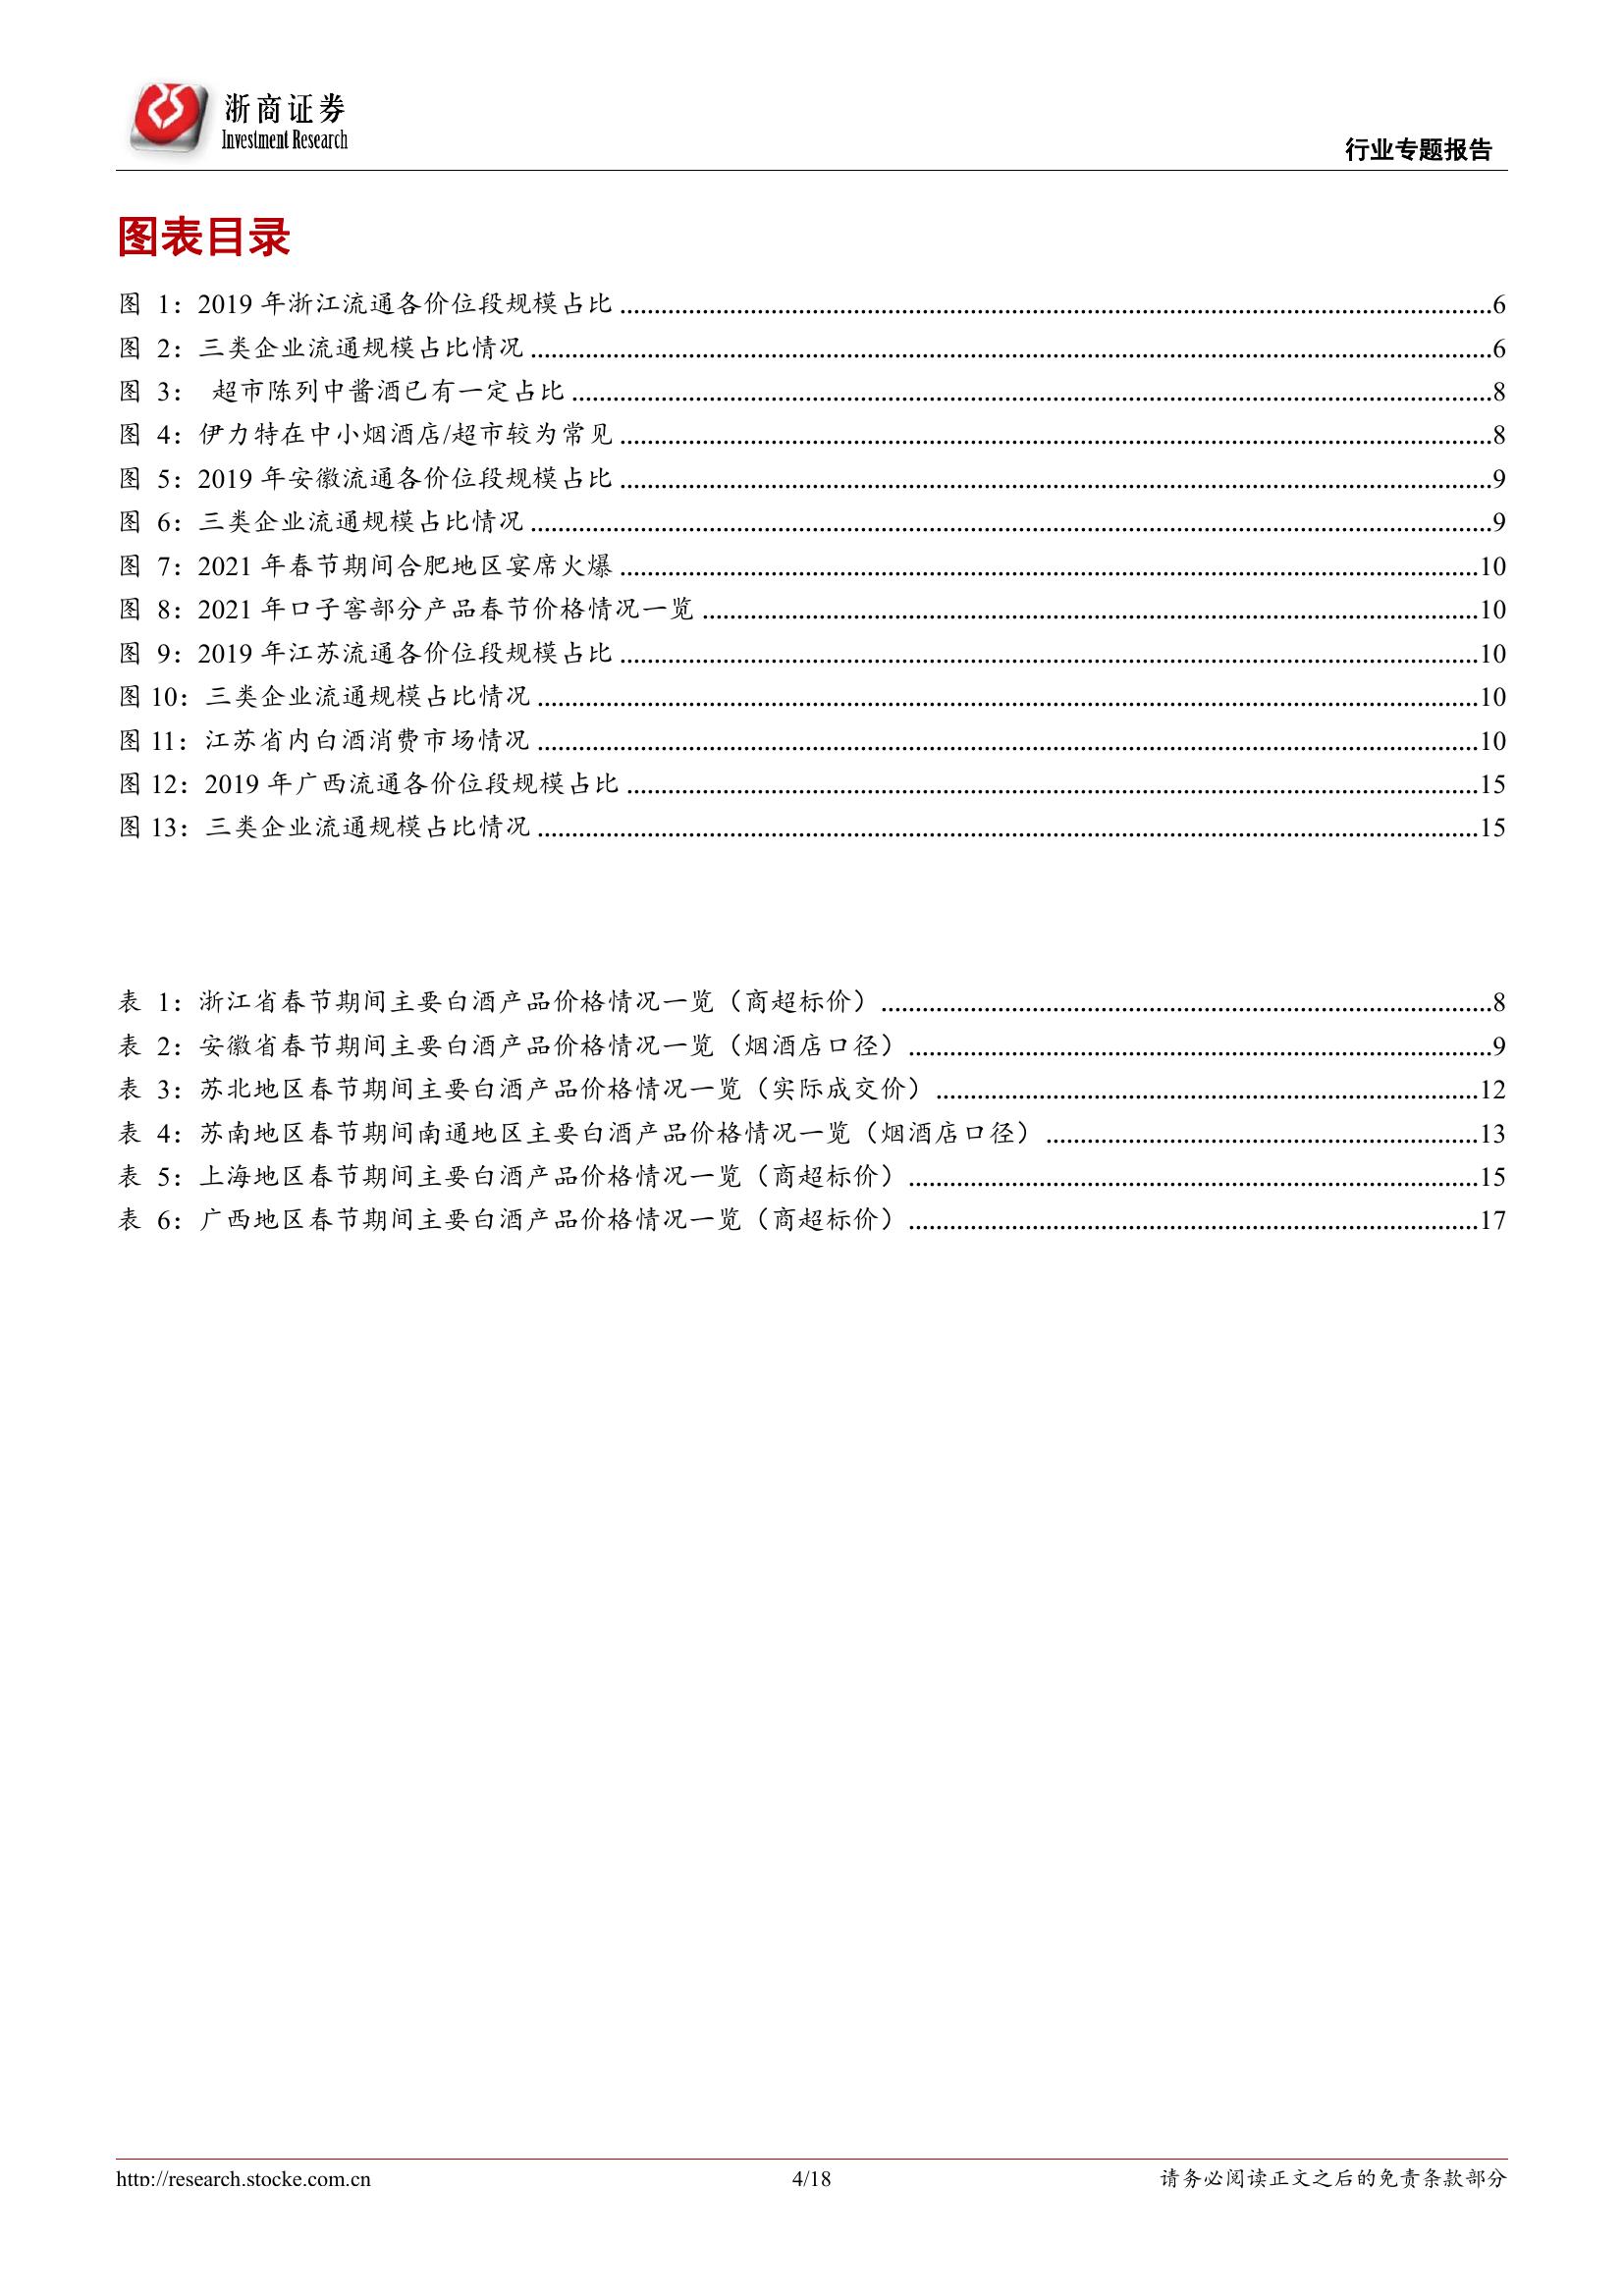 浙商证券
Investment Research
行业专题报告
图表目录
图 1：2019 年浙江流通各价位段规模占比 ........ 6
图 2：三类企业流通规模占比情况 ........ 6
图 3： 超市陈列中酱酒已有一定占比 ........ 8
图 4：伊力特在中小烟酒店/超市较为常见 ........ 8
图 5：2019 年安徽流通各价位段规模占比 ........ 9
图 6：三类企业流通规模占比情况 ........ 9
图 7：2021 年春节期间合肥地区宴席火爆 ........ 10
图 8：2021 年口子窖部分产品春节价格情况一览 ........ 10
图 9：2019 年江苏流通各价位段规模占比 ........ 10
图 10：三类企业流通规模占比情况 ........ 10
图 11：江苏省内白酒消费市场情况 ........ 10
图 12：2019 年广西流通各价位段规模占比 ........ 15
图 13：三类企业流通规模占比情况 ........ 15
表 1：浙江省春节期间主要白酒产品价格情况一览（商超标价） ........ 8
表 2：安徽省春节期间主要白酒产品价格情况一览（烟酒店口径） ........ 9
表 3：苏北地区春节期间主要白酒产品价格情况一览（实际成交价） ........ 12
表 4：苏南地区春节期间南通地区主要白酒产品价格情况一览（烟酒店口径） ........ 13
表 5：上海地区春节期间主要白酒产品价格情况一览（商超标价） ........ 15
表 6：广西地区春节期间主要白酒产品价格情况一览（商超标价） ........ 17
http://research.stocke.com.cn
4/18
请务必阅读正文之后的免责条款部分